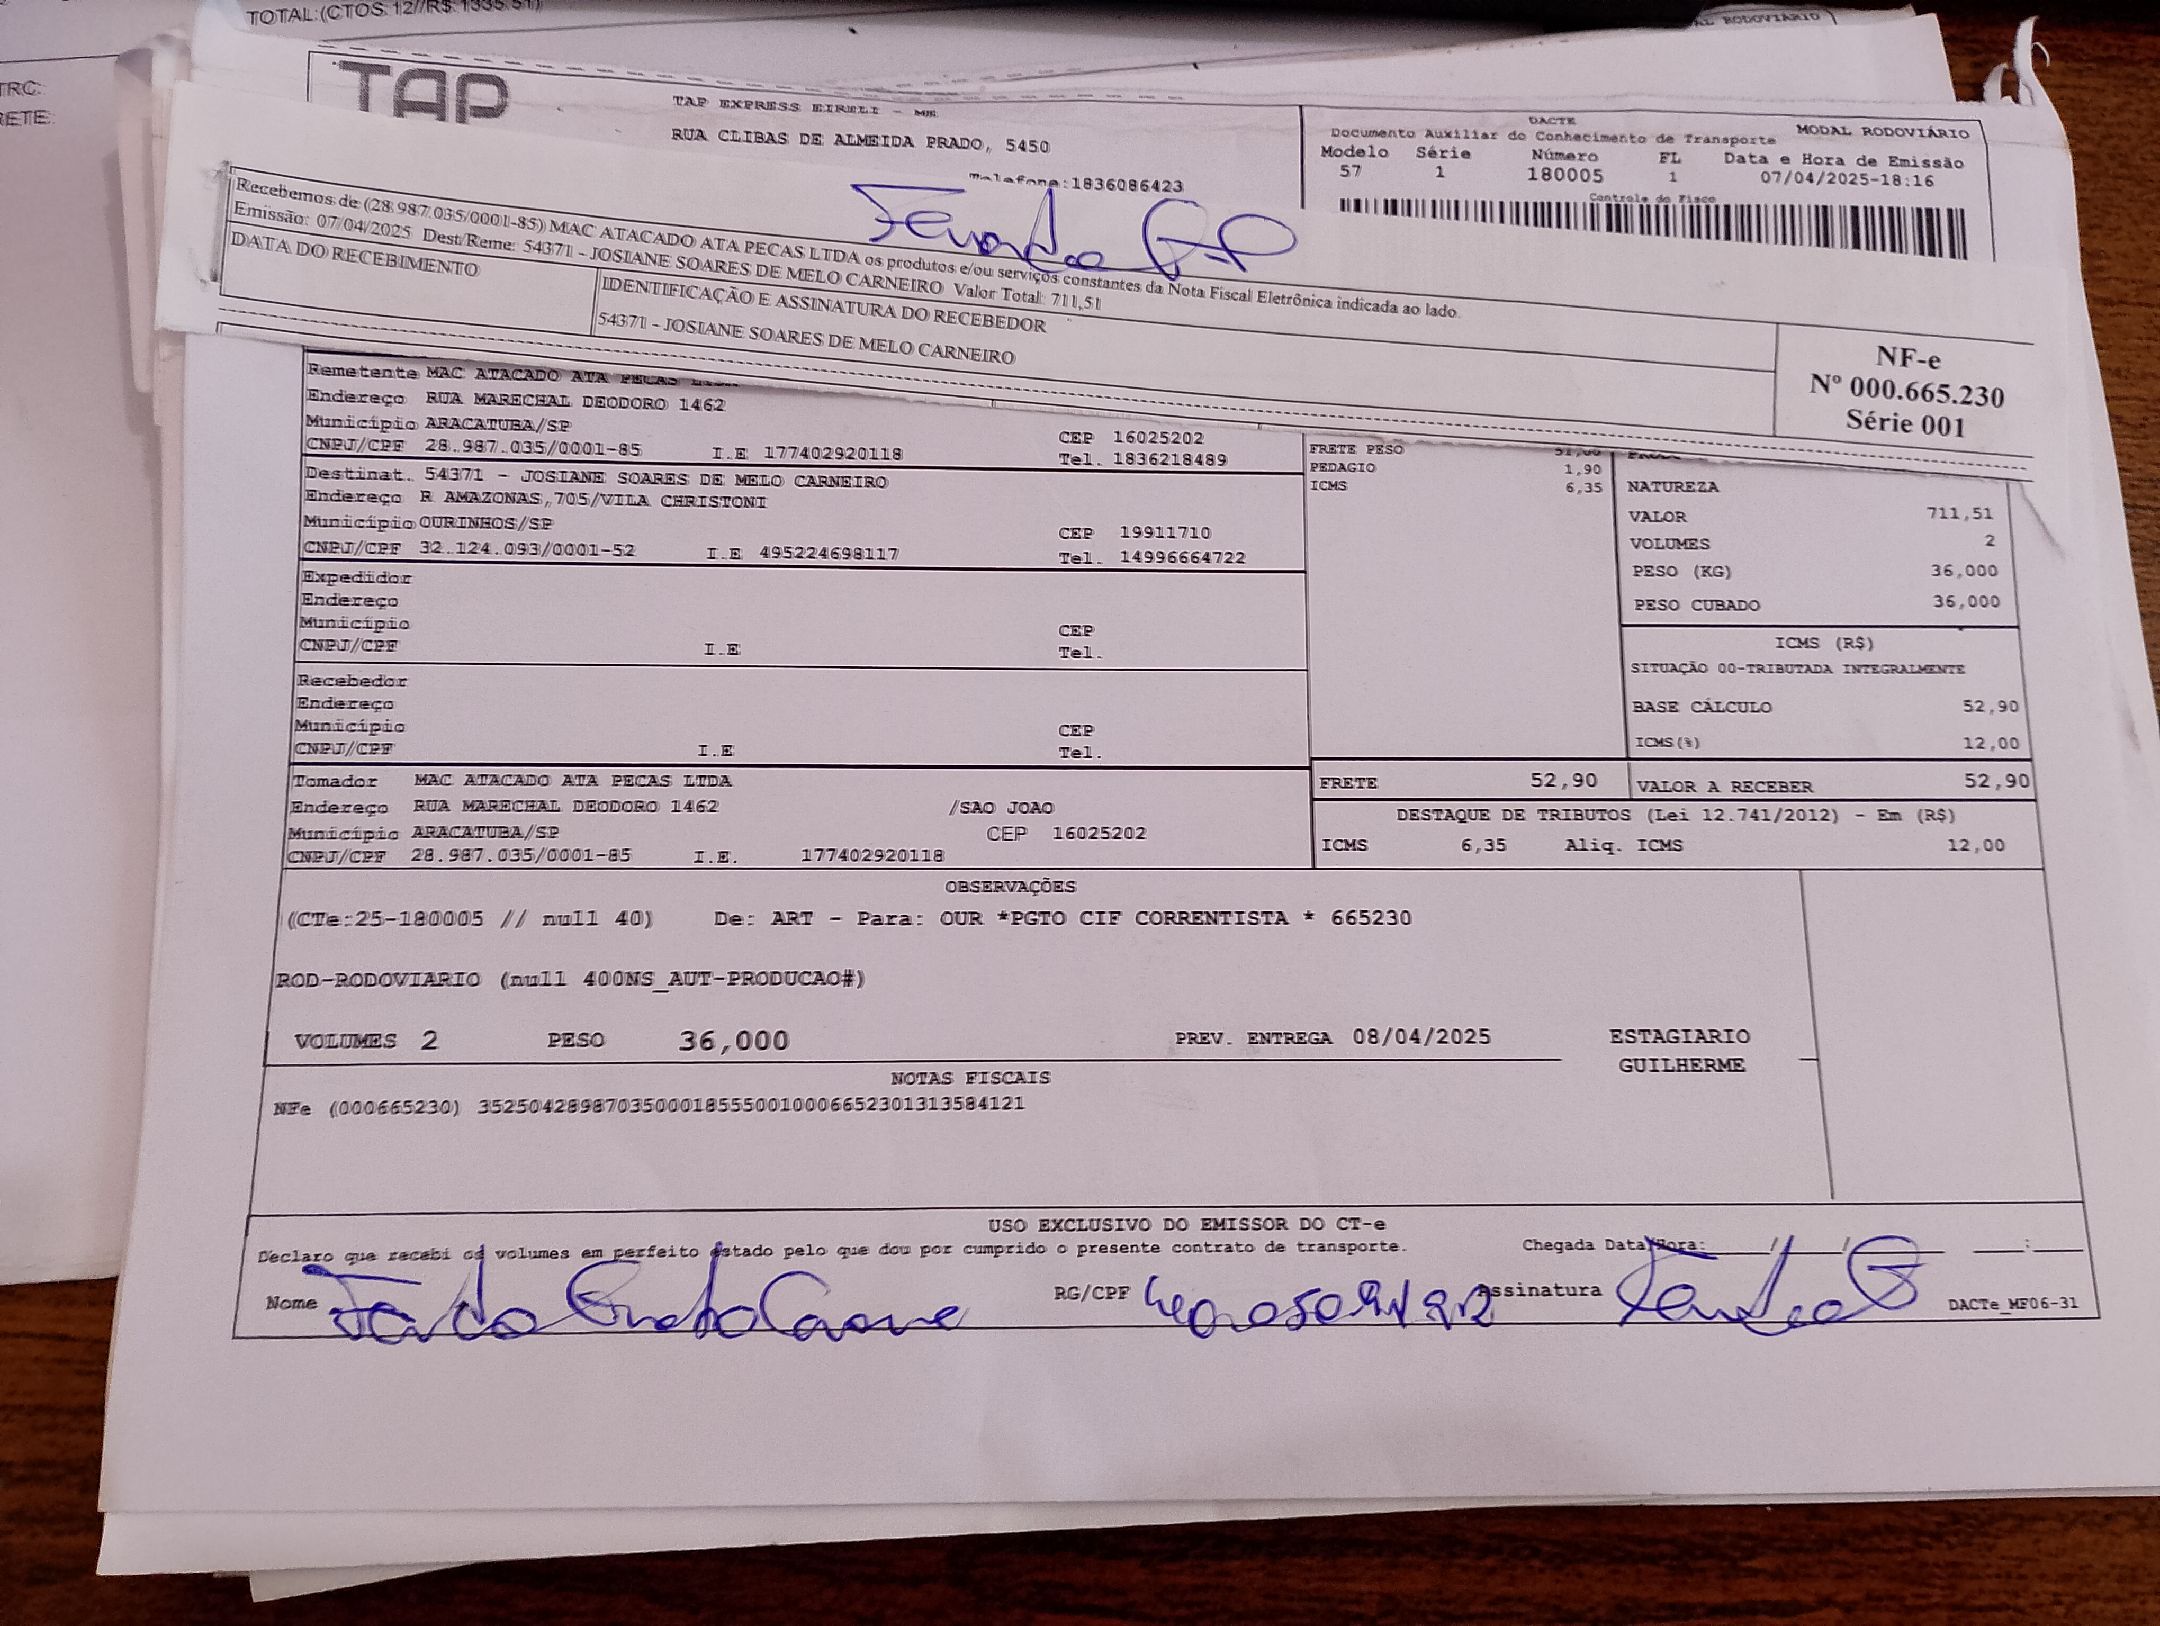 TOTAL:(CTOS:12//R$:1335.51)
TRC:
RETE:
TAP
TAP EXPRESS EIRELI - ME
RUA CLIBAS DE ALMEIDA PRADO, 5450
Telefone:1836086423
DACTE
Documento Auxiliar do Conhecimento de Transporte
MODAL RODOVIÁRIO
Modelo Série Número FL Data e Hora de Emissão
57 1 180005 1 07/04/2025-18:16
Controle do Fisco
Recebemos de (28.987.035/0001-85) MAC ATACADO ATA PECAS LTDA os produtos e/ou serviços constantes da Nota Fiscal Eletrônica indicada ao lado.
Emissão: 07/04/2025 Dest/Reme: 54371 - JOSIANE SOARES DE MELO CARNEIRO Valor Total: 711,51
DATA DO RECEBIMENTO
IDENTIFICAÇÃO E ASSINATURA DO RECEBEDOR
54371 - JOSIANE SOARES DE MELO CARNEIRO
NF-e
Nº 000.665.230
Série 001
Remetente MAC ATACADO ATA PECAS
Endereço RUA MARECHAL DEODORO 1462
Município ARACATUBA/SP CEP 16025202
CNPJ/CPF 28.987.035/0001-85 I.E 177402920118 Tel. 1836218489
Destinat. 54371 - JOSIANE SOARES DE MELO CARNEIRO
Endereço R AMAZONAS,705/VILA CHRISTONI
Município OURINHOS/SP CEP 19911710
CNPJ/CPF 32.124.093/0001-52 I.E 495224698117 Tel. 14996664722
Expedidor
Endereço
Município CEP
CNPJ/CPF I.E Tel.
Recebedor
Endereço
Município CEP
CNPJ/CPF I.E Tel.
Tomador MAC ATACADO ATA PECAS LTDA
Endereço RUA MARECHAL DEODORO 1462 /SAO JOAO
Município ARACATUBA/SP CEP 16025202
CNPJ/CPF 28.987.035/0001-85 I.E. 177402920118
FRETE PESO
PEDAGIO 1,90
ICMS 6,35
NATUREZA
VALOR 711,51
VOLUMES 2
PESO (KG) 36,000
PESO CUBADO 36,000
ICMS (R$)
SITUAÇÃO 00-TRIBUTADA INTEGRALMENTE
BASE CÁLCULO 52,90
ICMS(%) 12,00
FRETE 52,90 VALOR A RECEBER 52,90
DESTAQUE DE TRIBUTOS (Lei 12.741/2012) - Em (R$)
ICMS 6,35 Aliq. ICMS 12,00
OBSERVAÇÕES
(CTe:25-180005 // null 40) De: ART - Para: OUR *PGTO CIF CORRENTISTA * 665230
ROD-RODOVIARIO (null 400NS_AUT-PRODUCAO#)
VOLUMES 2 PESO 36,000 PREV. ENTREGA 08/04/2025 ESTAGIARIO
GUILHERME
NOTAS FISCAIS
NFe (000665230) 35250428987035000185550010006652301313584121
USO EXCLUSIVO DO EMISSOR DO CT-e
Declaro que recebi os volumes em perfeito estado pelo que dou por cumprido o presente contrato de transporte. Chegada Data/Hora: / / :
Nome RG/CPF Assinatura DACTe_MF06-31